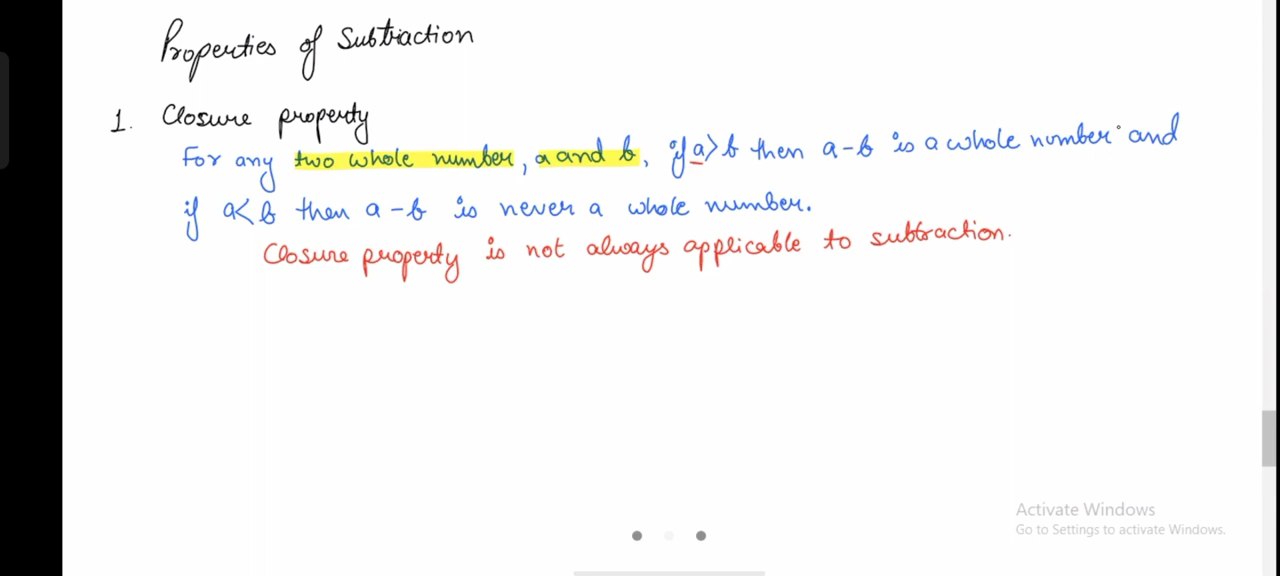 Properties of Subtraction
1. Closure property
For any two whole number, a and b, if a>b then a-b is a whole number and
if a<b then a-b is never a whole number.
Closure property is not always applicable to subtraction.
Activate Windows
Go to Settings to activate Windows.